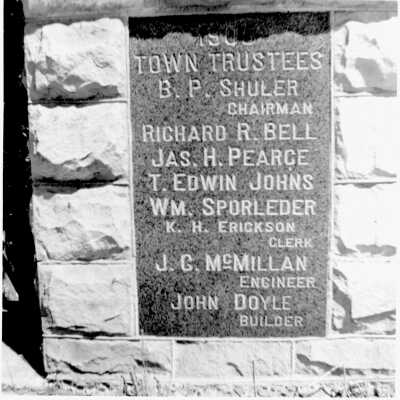 TOWN TRUSTEES
B. P. SHULER
CHAIRMAN
RICHARD R. BELL
JAS. H. PEARCE
T. EDWIN JOHNS
WM. SPORLEDER
K. H. ERICKSON
CLERK
J. C. MCMILLAN
ENGINEER
JOHN DOYLE
BUILDER